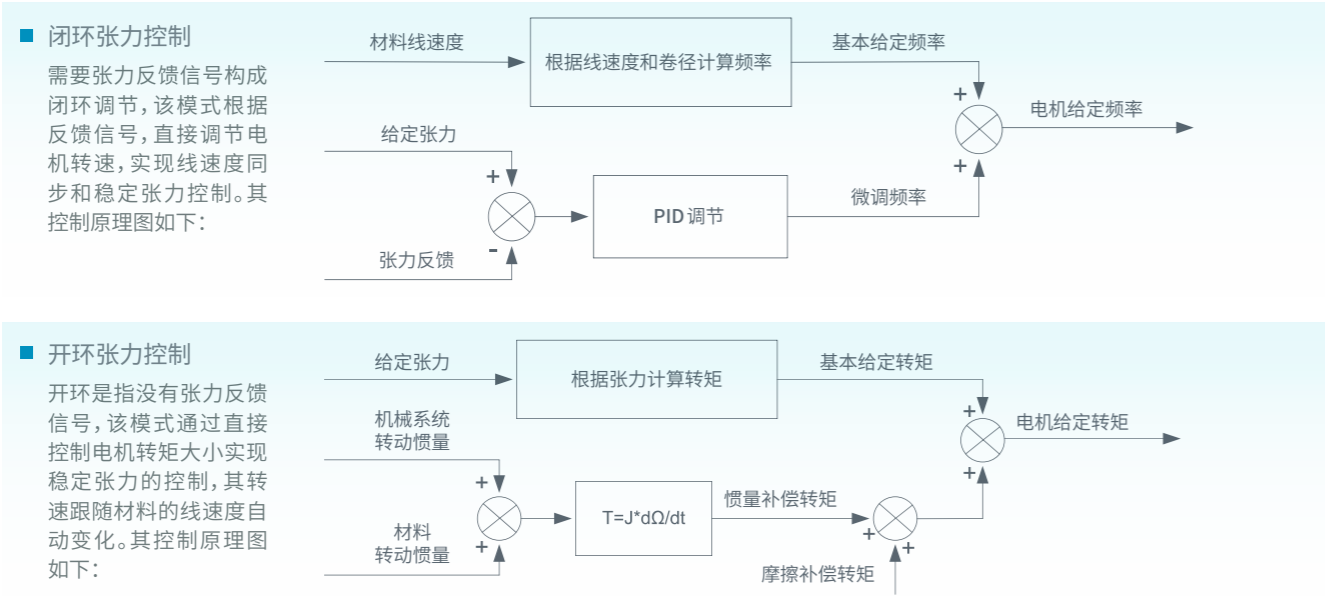 闭环张力控制
需要张力反馈信号构成
闭环调节，该模式根据
反馈信号，直接调节电
机转速，实现线速度同
步和稳定张力控制。其
控制原理图如下：
材料线速度
根据线速度和卷径计算频率
基本给定频率
+
电机给定频率
给定张力
+
+
PID调节
微调频率
-
张力反馈
开环张力控制
开环是指没有张力反馈
信号，该模式通过直接
控制电机转矩大小实现
稳定张力的控制，其转
速跟随材料的线速度自
动变化。其控制原理图
如下：
给定张力
根据张力计算转矩
基本给定转矩
+
电机给定转矩
机械系统
转动惯量
+
+
T=J*dΩ/dt
惯量补偿转矩
材料
转动惯量
+
+
+
摩擦补偿转矩